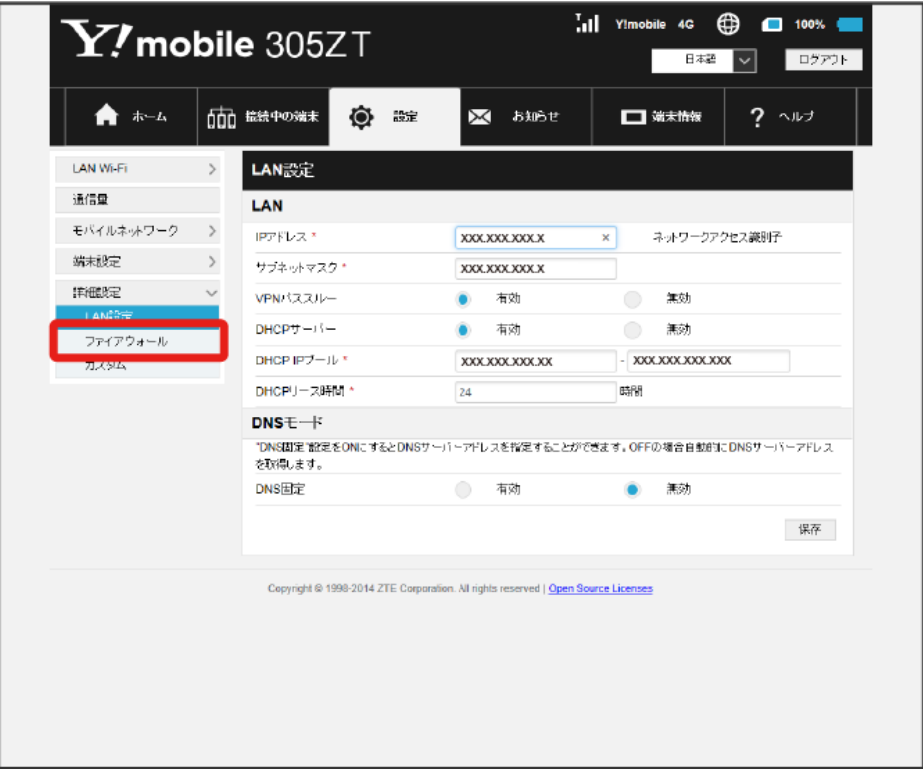 Y! mobile 305ZT
Y!mobile 4G 100%
日本語 ログアウト
ホーム 接続中の端末 設定 お知らせ 端末情報 ? ヘルプ
LAN Wi-Fi
通信量
モバイルネットワーク
端末設定
詳細設定
LAN設定
ファイアウォール
カスタム
LAN設定
LAN
IPアドレス * XXX.XXX.XXX.X × ネットワークアクセス識別子
サブネットマスク * XXX.XXX.XXX.X
VPNパススルー 有効 無効
DHCPサーバー 有効 無効
DHCP IPプール * XXX.XXX.XXX.XX - XXX.XXX.XXX.XXX
DHCPリース時間 * 24 時間
DNSモード
"DNS固定"設定をONにするとDNSサーバーアドレスを指定することができます。OFFの場合自動的にDNSサーバーアドレス
を取得します。
DNS固定 有効 無効
保存
Copyright © 1998-2014 ZTE Corporation. All rights reserved | Open Source Licenses